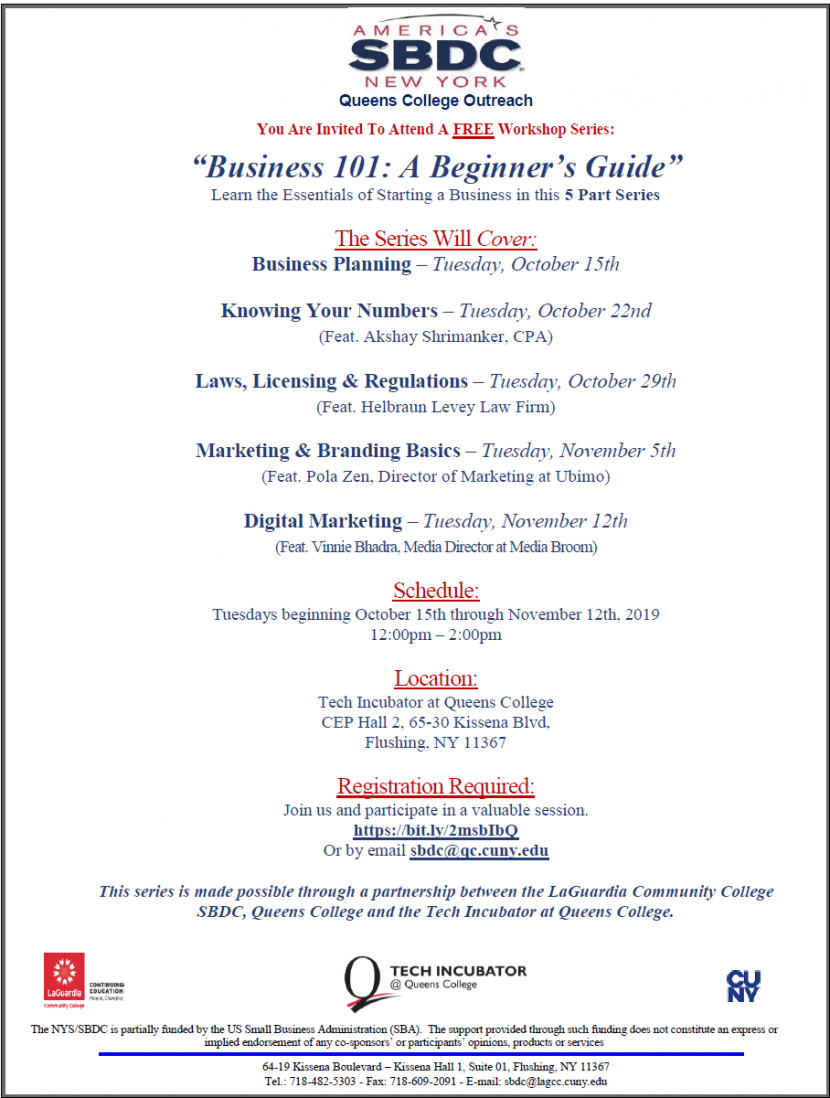 AMERICA'S
SBDC
NEW YORK
Queens College Outreach
You Are Invited To Attend A FREE Workshop Series:
“Business 101: A Beginner’s Guide”
Learn the Essentials of Starting a Business in this 5 Part Series
The Series Will Cover:
Business Planning – Tuesday, October 15th
Knowing Your Numbers – Tuesday, October 22nd
(Feat. Akshay Shrimanker, CPA)
Laws, Licensing & Regulations – Tuesday, October 29th
(Feat. Helbraun Levey Law Firm)
Marketing & Branding Basics – Tuesday, November 5th
(Feat. Pola Zen, Director of Marketing at Ubimo)
Digital Marketing – Tuesday, November 12th
(Feat. Vinnie Bhadra, Media Director at Media Broom)
Schedule:
Tuesdays beginning October 15th through November 12th, 2019
12:00pm – 2:00pm
Location:
Tech Incubator at Queens College
CEP Hall 2, 65-30 Kissena Blvd,
Flushing, NY 11367
Registration Required:
Join us and participate in a valuable session.
https://bit.ly/2msbIbQ
Or by email sbdc@qc.cuny.edu
This series is made possible through a partnership between the LaGuardia Community College
SBDC, Queens College and the Tech Incubator at Queens College.
LaGuardia
Community College
CONTINUING
EDUCATION
People, Changing
TECH INCUBATOR
@ Queens College
CU
NY
The NYS/SBDC is partially funded by the US Small Business Administration (SBA). The support provided through such funding does not constitute an express or
implied endorsement of any co-sponsors’ or participants’ opinions, products or services
64-19 Kissena Boulevard – Kissena Hall 1, Suite 01, Flushing, NY 11367
Tel.: 718-482-5303 - Fax: 718-609-2091 - E-mail: sbdc@lagcc.cuny.edu